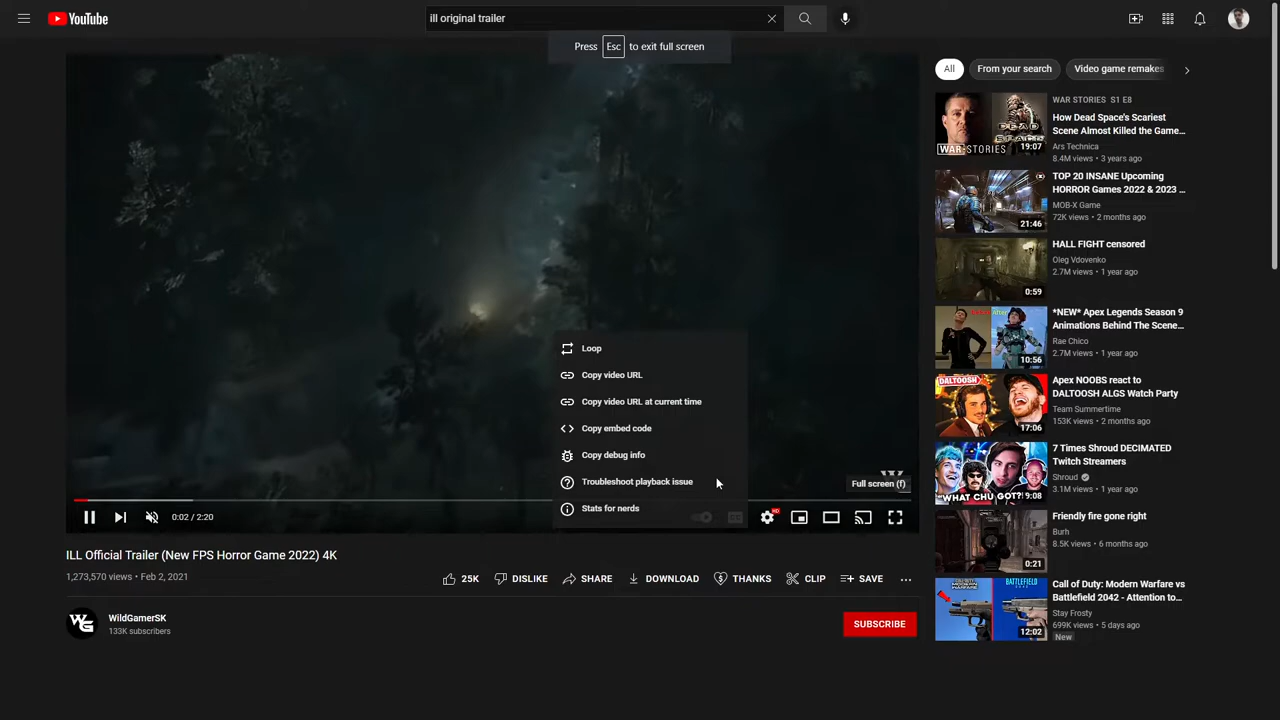 YouTube
ill original trailer
Press Esc to exit full screen
Loop
Copy video URL
Copy video URL at current time
Copy embed code
Copy debug info
Troubleshoot playback issue
Stats for nerds
Full screen (f)
0:02 / 2:20
HD
ILL Official Trailer (New FPS Horror Game 2022) 4K
1,273,570 views • Feb 2, 2021
25K DISLIKE SHARE DOWNLOAD THANKS CLIP SAVE
WG
WildGamerSK
133K subscribers
SUBSCRIBE
All From your search Video game remakes
WAR STORIES S1 E8
How Dead Space's Scariest
Scene Almost Killed the Game...
Ars Technica
8.4M views • 3 years ago
WAR STORIES
DEAD
SPACE
19:07
TOP 20 INSANE Upcoming
HORROR Games 2022 & 2023 ...
MOB-X Game
72K views • 2 months ago
21:46
HALL FIGHT censored
Oleg Vdovenko
2.7M views • 1 year ago
0:59
*NEW* Apex Legends Season 9
Animations Behind The Scene...
Rae Chico
2.7M views • 1 year ago
10:56
Apex NOOBS react to
DALTOOSH ALGS Watch Party
Team Summertime
153K views • 2 months ago
DALTOOSH
17:06
7 Times Shroud DECIMATED
Twitch Streamers
Shroud
3.1M views • 1 year ago
"WHAT CHU GOT?"
9:08
Friendly fire gone right
Burh
8.5K views • 6 months ago
0:21
Call of Duty: Modern Warfare vs
Battlefield 2042 - Attention to...
Stay Frosty
699K views • 5 days ago
New
12:02